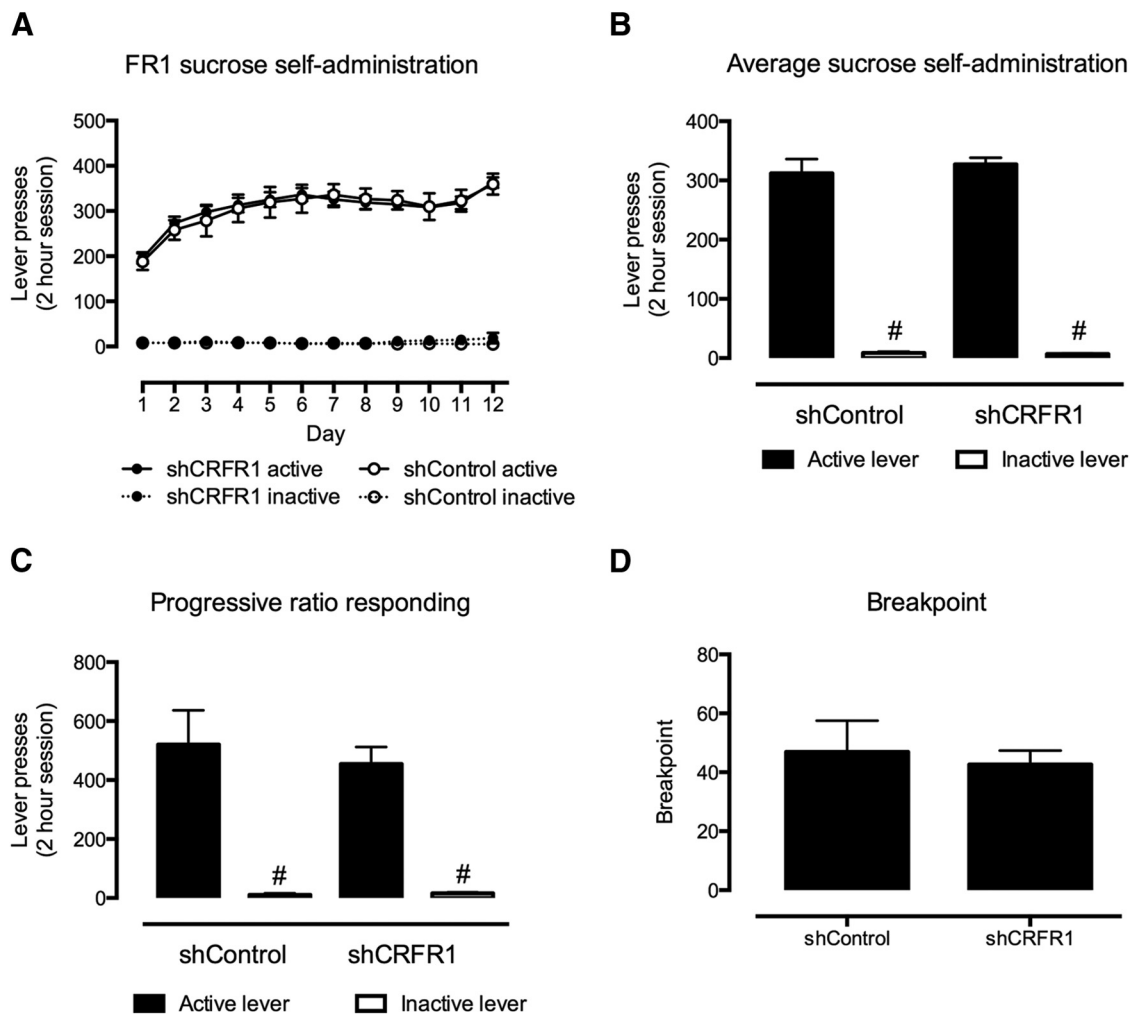 A
FR1 sucrose self-administration
Lever presses
(2 hour session)
500
400
300
200
100
0
1 2 3 4 5 6 7 8 9 10 11 12
Day
shCRFR1 active shControl active
shCRFR1 inactive shControl inactive
B
Average sucrose self-administration
Lever presses
(2 hour session)
400
300
200
300
0
# #
shControl shCRFR1
Active lever Inactive lever
C
Progressive ratio responding
Lever presses
(2 hour session)
800
600
400
200
0
# #
shControl shCRFR1
Active lever Inactive lever
D
Breakpoint
Breakpoint
80
60
40
20
0
shControl shCRFR1